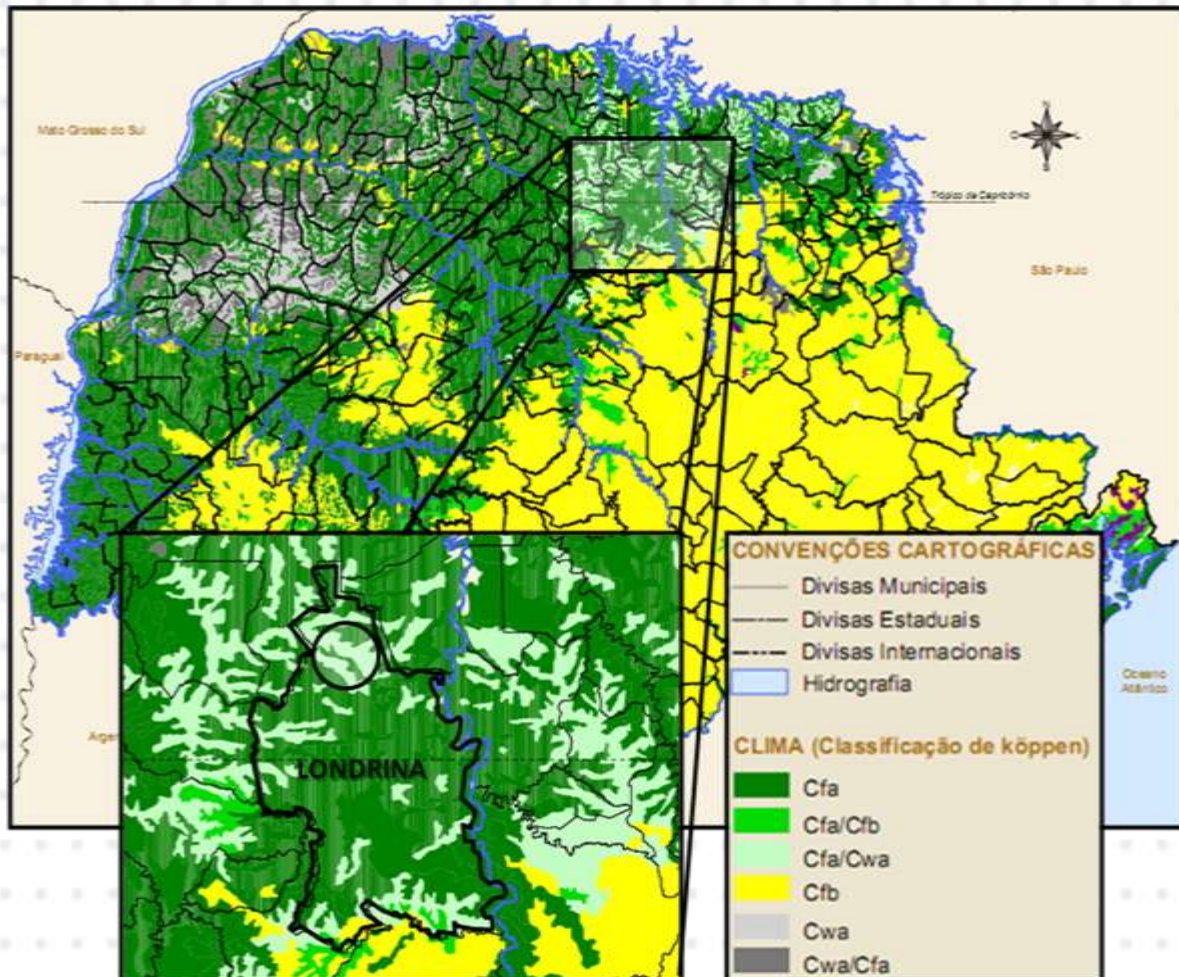 Mato Grosso do Sul
N
O
L
S
Trópico de Capricórnio
São Paulo
Paraguai
Oceano
Atlântico
LONDRINA
CONVENÇÕES CARTOGRÁFICAS
Divisas Municipais
Divisas Estaduais
Divisas Internacionais
Hidrografia
CLIMA (Classificação de köppen)
Cfa
Cfa/Cfb
Cfa/Cwa
Cfb
Cwa
Cwa/Cfa